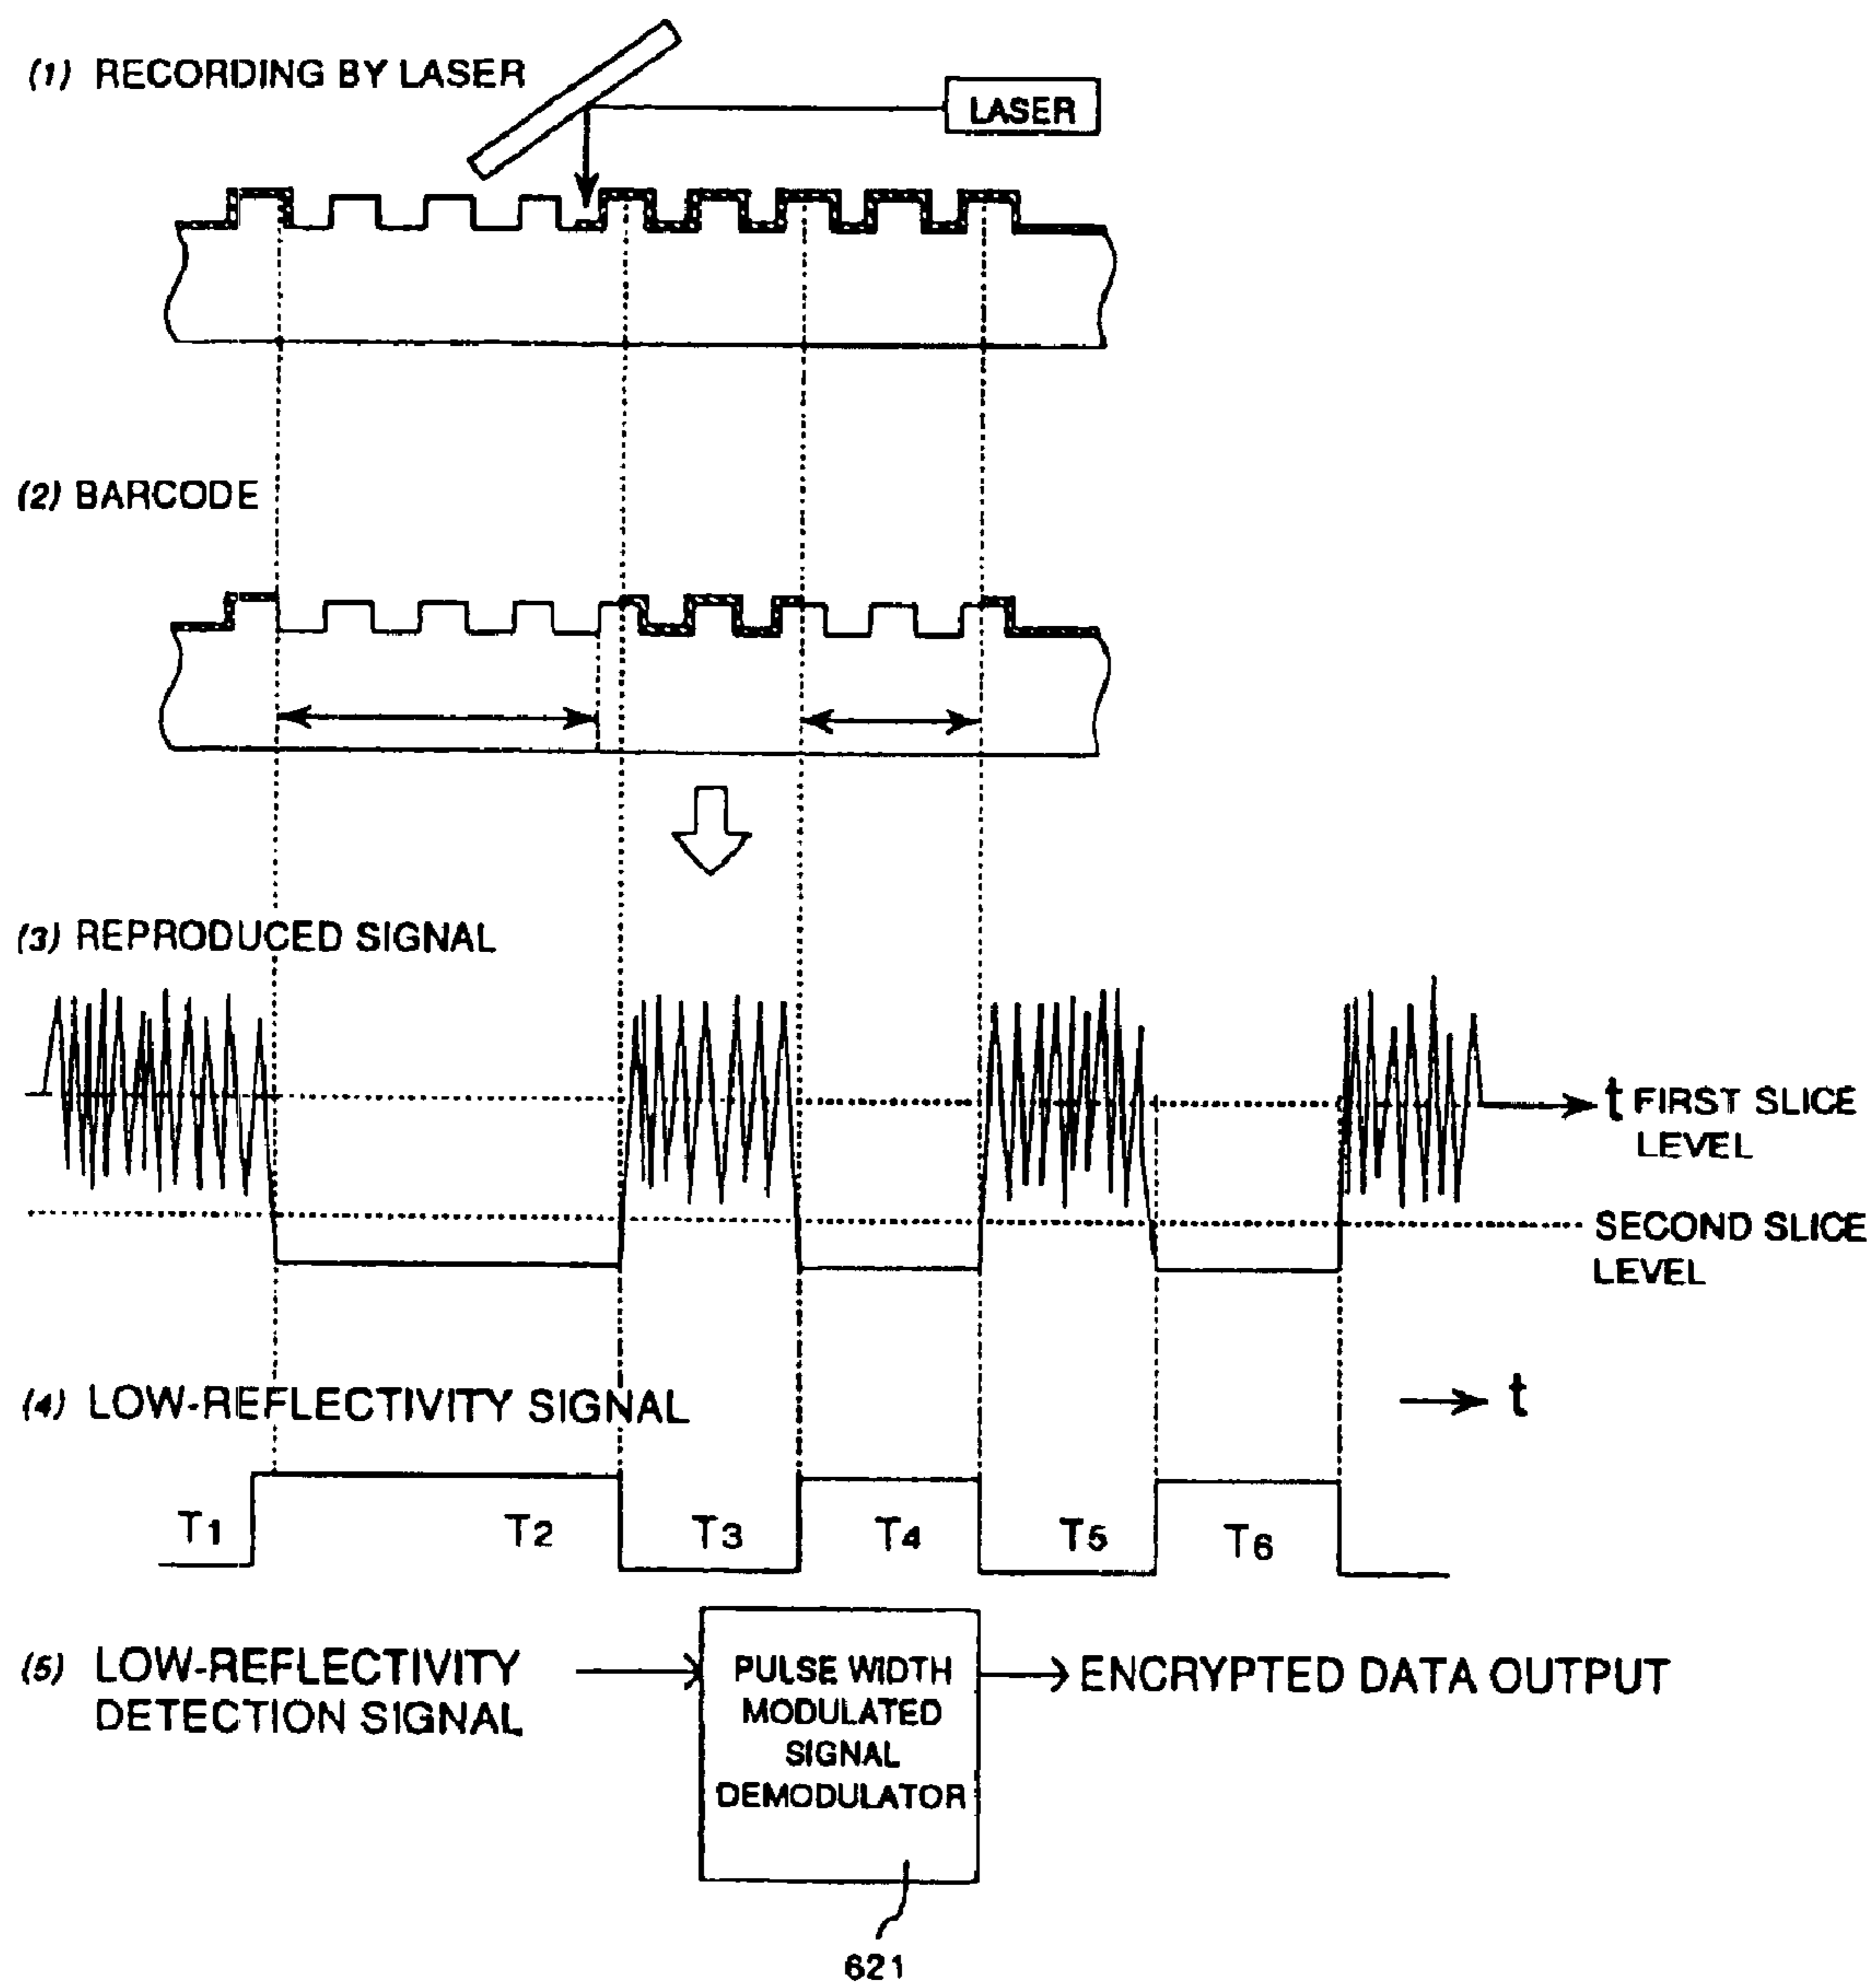 (1) RECORDING BY LASER
LASER
(2) BARCODE
(3) REPRODUCED SIGNAL
t FIRST SLICE
LEVEL
SECOND SLICE
LEVEL
(4) LOW-REFLECTIVITY SIGNAL
t
T1 T2 T3 T4 T5 T6
(5) LOW-REFLECTIVITY
DETECTION SIGNAL
PULSE WIDTH
MODULATED
SIGNAL
DEMODULATOR
ENCRYPTED DATA OUTPUT
621